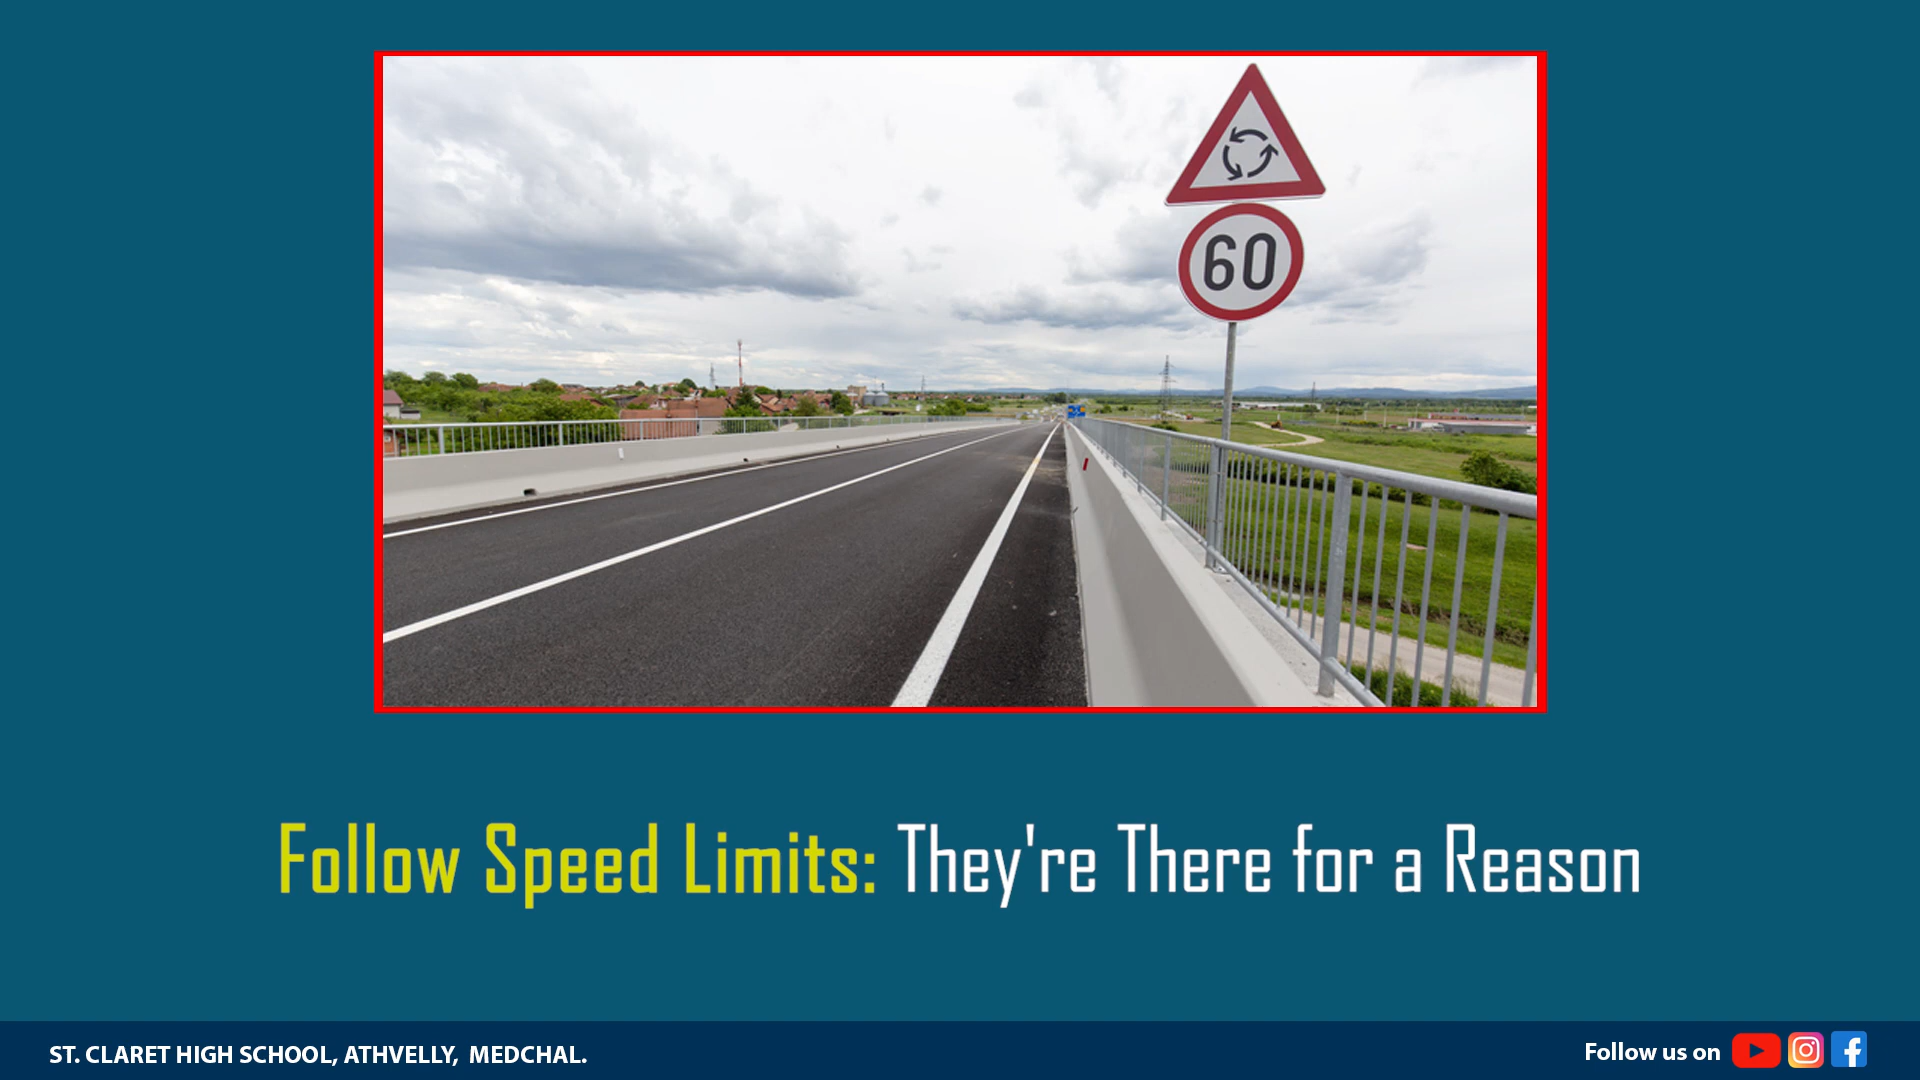 60
Follow Speed Limits: They're There for a Reason
ST. CLARET HIGH SCHOOL, ATHVELLY, MEDCHAL.
Follow us on